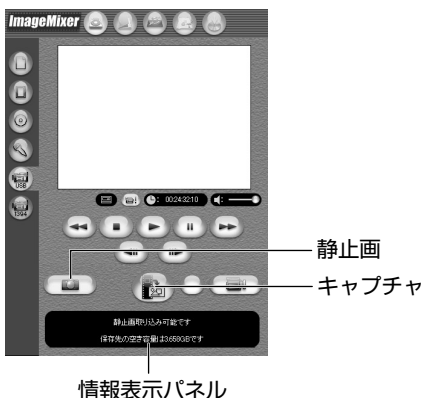 ImageMixer
USB
1394
00:24:32:10
静止画
キャプチャ
静止画取り込み可能です
保存先の空き容量は3.659GBです
情報表示パネル